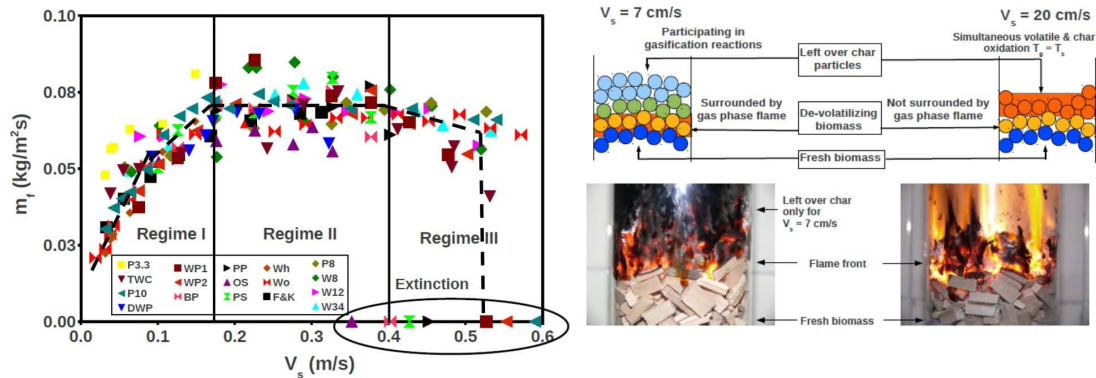 0.10
0.08
0.05
0.03
0.00
m_f (kg/m²s)
Regime I
Regime II
Regime III
P3.3
TWC
P10
DWP
WP1
WP2
BP
PP
OS
PS
Wh
Wo
F&K
P8
W8
W12
W34
Extinction
0 0.1 0.2 0.3 0.4 0.5 0.6
V_s (m/s)
V_s = 7 cm/s
V_s = 20 cm/s
Participating in
gasification reactions
Simultaneous volatile & char
oxidation T_g = T_s
Left over char
particles
Surrounded by
gas phase flame
De-volatilizing
biomass
Not surrounded by
gas phase flame
Fresh biomass
Left over char
only for
V_s = 7 cm/s
Flame front
Fresh biomass